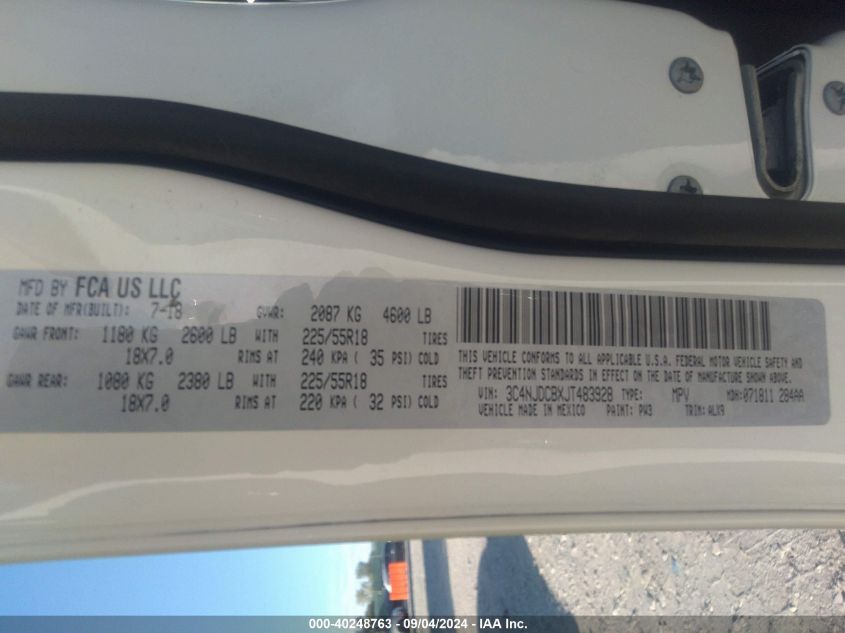 MFD BY FCA US LLC
DATE OF MFR(BUILT): 7-18 GVWR: 2087 KG 4600 LB
GAWR FRONT: 1180 KG 2600 LB WITH 225/55R18 TIRES
18X7.0 RIMS AT 240 KPA ( 35 PSI) COLD
GAWR REAR: 1080 KG 2380 LB WITH 225/55R18 TIRES
18X7.0 RIMS AT 220 KPA ( 32 PSI) COLD
THIS VEHICLE CONFORMS TO ALL APPLICABLE U.S.A. FEDERAL MOTOR VEHICLE SAFETY AND
THEFT PREVENTION STANDARDS IN EFFECT ON THE DATE OF MANUFACTURE SHOWN ABOVE.
VIN: 3C4NJDCBXJT483928 TYPE: MPV MDH:071811 284AA
VEHICLE MADE IN MEXICO PAINT: PW3 TRIM: ALX9
000-40248763 - 09/04/2024 - IAA Inc.